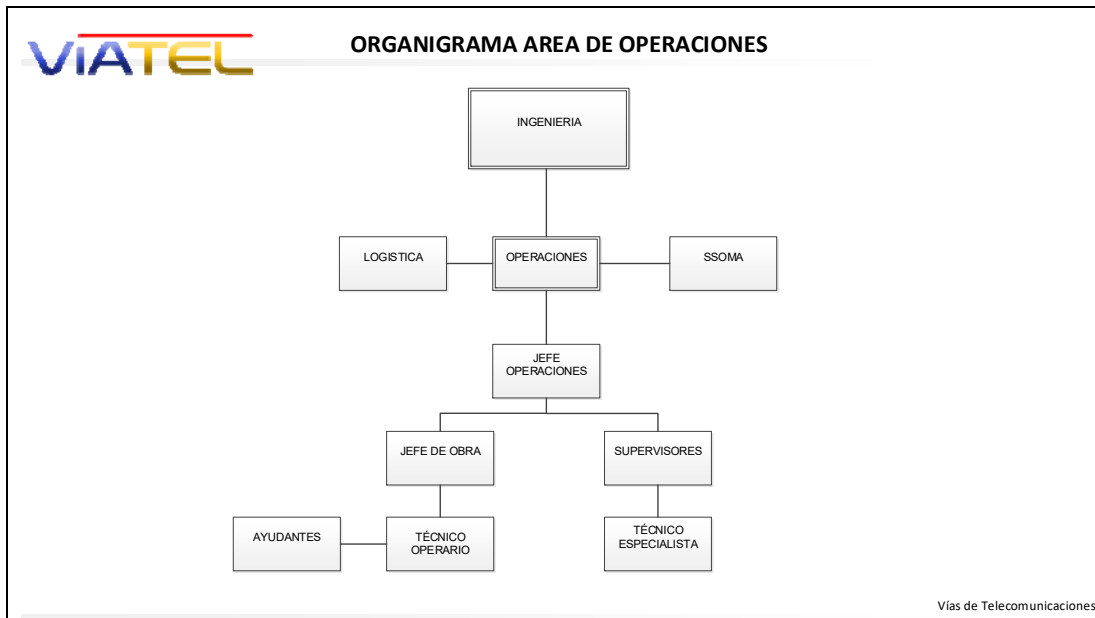 VIATEL
ORGANIGRAMA AREA DE OPERACIONES
INGENIERIA
LOGISTICA
OPERACIONES
SSOMA
JEFE
OPERACIONES
JEFE DE OBRA
SUPERVISORES
AYUDANTES
TÉCNICO
OPERARIO
TÉCNICO
ESPECIALISTA
Vías de Telecomunicaciones